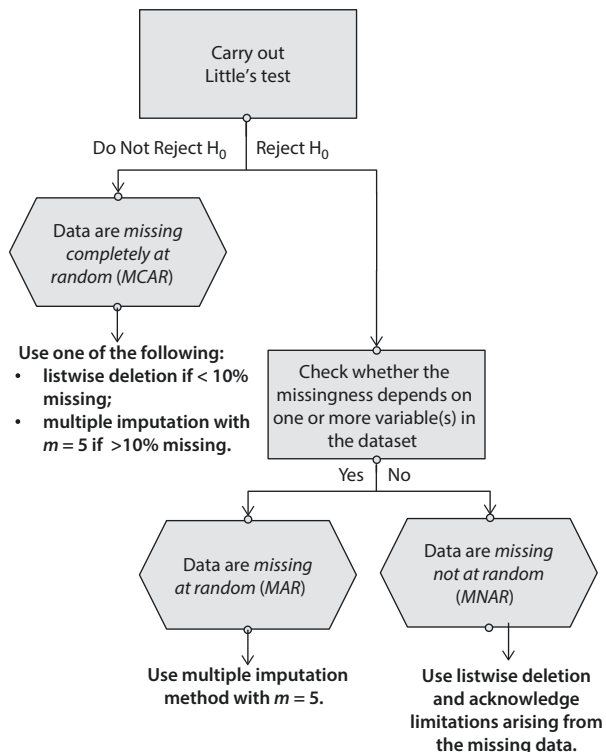 Carry out
Little's test
Do Not Reject H₀
Reject H₀
Data are missing
completely at
random (MCAR)
Use one of the following:
• listwise deletion if < 10%
missing;
• multiple imputation with
m = 5 if >10% missing.
Check whether the
missingness depends on
one or more variable(s) in
the dataset
Yes
No
Data are missing
at random (MAR)
Data are missing
not at random
(MNAR)
Use multiple imputation
method with m = 5.
Use listwise deletion
and acknowledge
limitations arising from
the missing data.